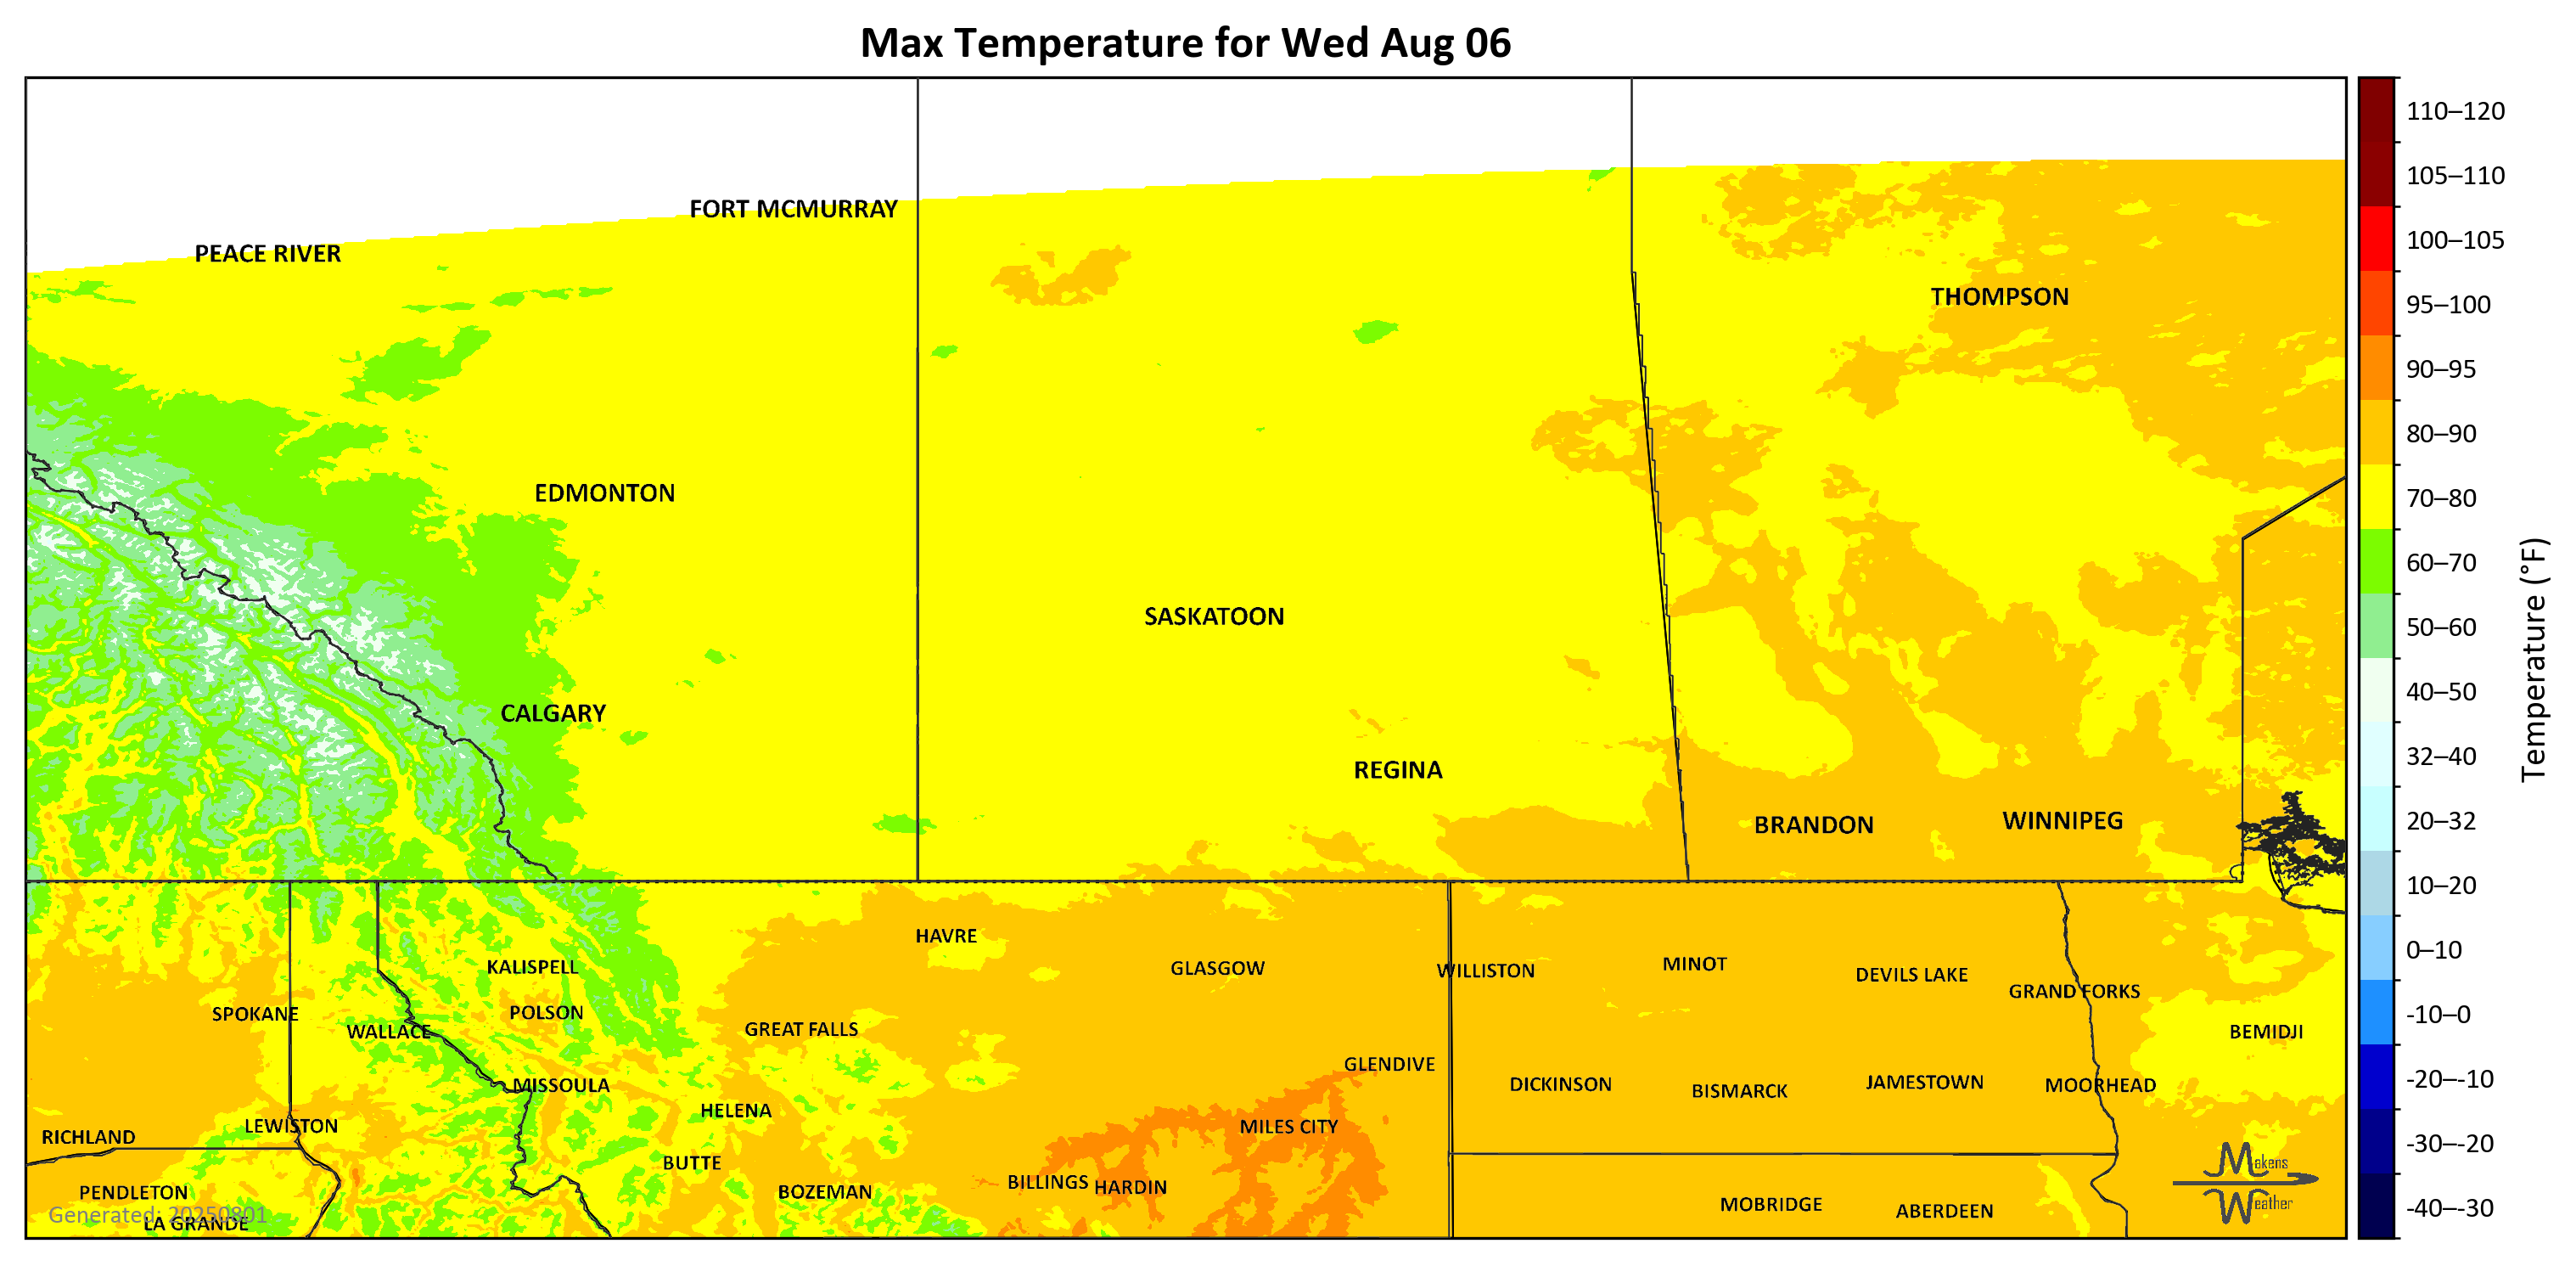 Max Temperature for Wed Aug 06
FORT MCMURRAY
PEACE RIVER
THOMPSON
EDMONTON
SASKATOON
CALGARY
REGINA
BRANDON
WINNIPEG
HAVRE
KALISPELL
GLASGOW
WILLISTON
MINOT
DEVILS LAKE
GRAND FORKS
SPOKANE
POLSON
WALLACE
GREAT FALLS
BEMIDJI
GLENDIVE
MISSOULA
DICKINSON
BISMARCK
JAMESTOWN
MOORHEAD
HELENA
LEWISTON
MILES CITY
RICHLAND
BUTTE
BILLINGS
HARDIN
PENDLETON
BOZEMAN
MOBRIDGE
ABERDEEN
Generated: 20250801
LA GRANDE
Makens
Weather
110–120
105–110
100–105
95–100
90–95
80–90
70–80
60–70
50–60
40–50
32–40
20–32
10–20
0–10
-10–0
-20–-10
-30–-20
-40–-30
Temperature (°F)